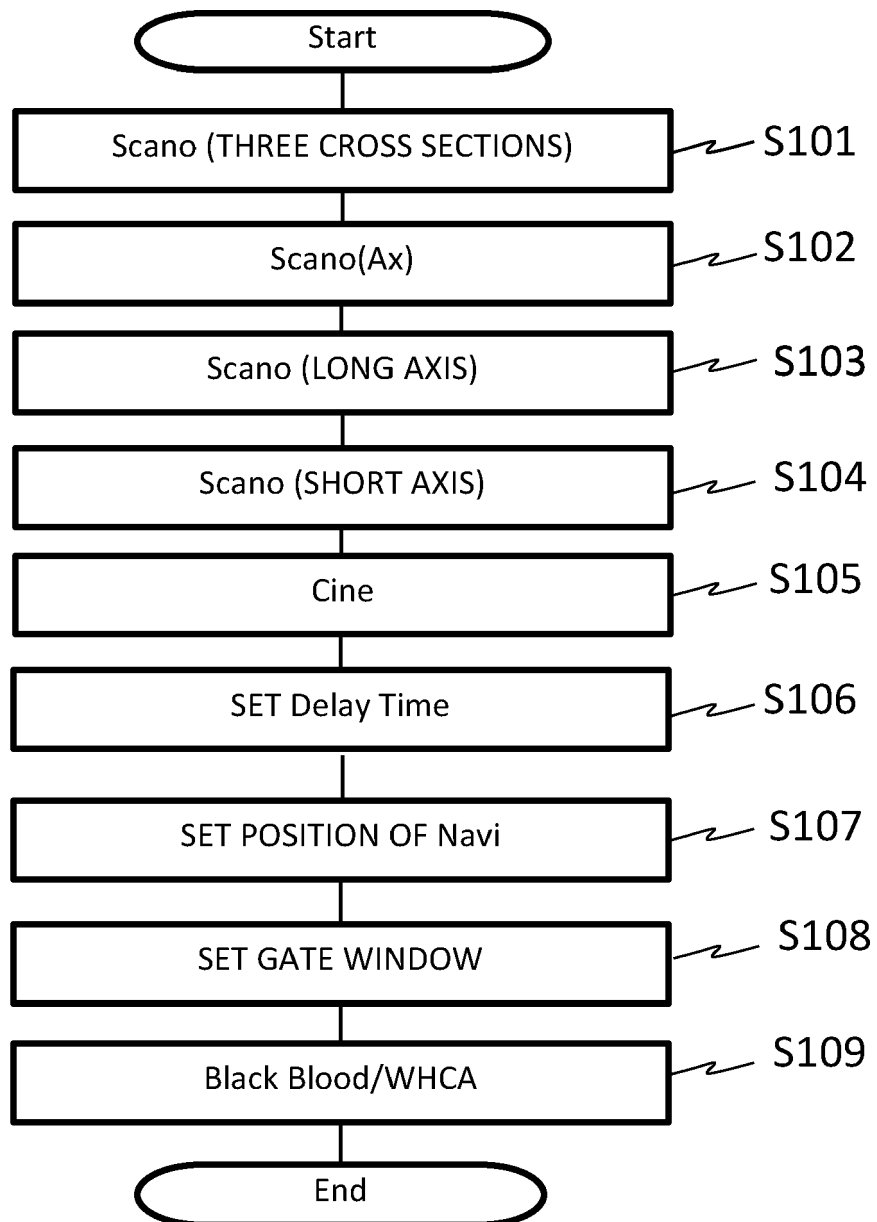 Start
Scano (THREE CROSS SECTIONS)
S101
Scano(Ax)
S102
Scano (LONG AXIS)
S103
Scano (SHORT AXIS)
S104
Cine
S105
SET Delay Time
S106
SET POSITION OF Navi
S107
SET GATE WINDOW
S108
Black Blood/WHCA
S109
End